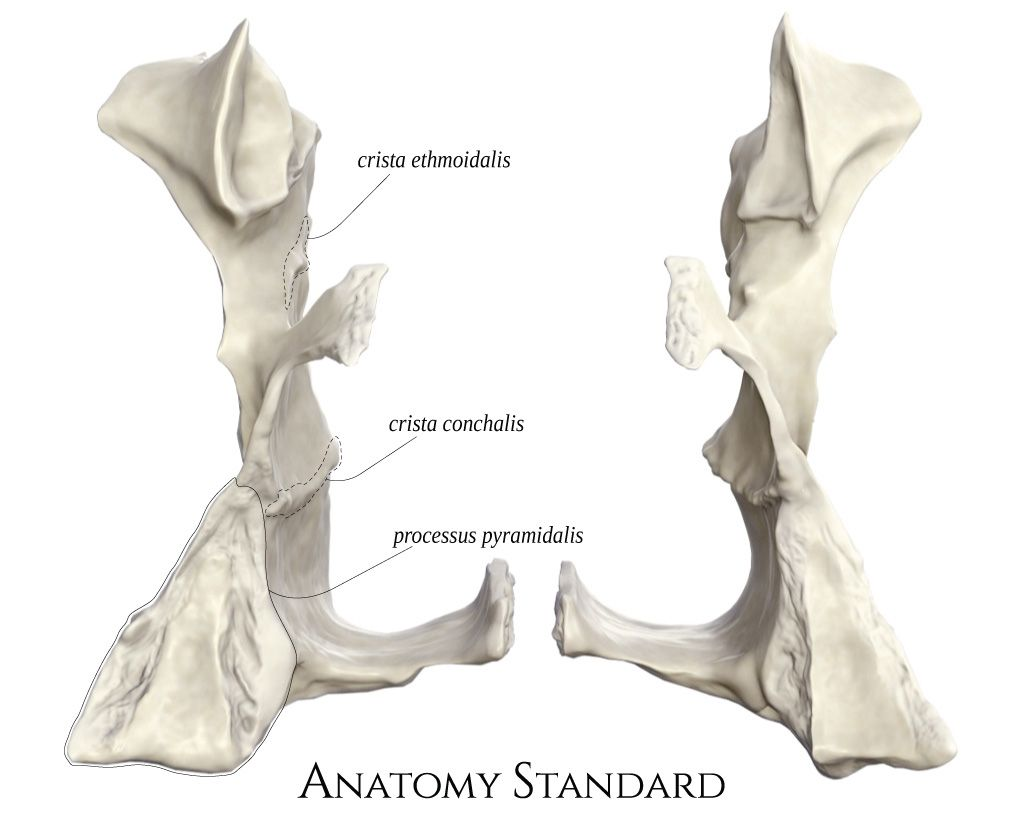 crista ethmoidalis
crista conchalis
processus pyramidalis
Anatomy Standard